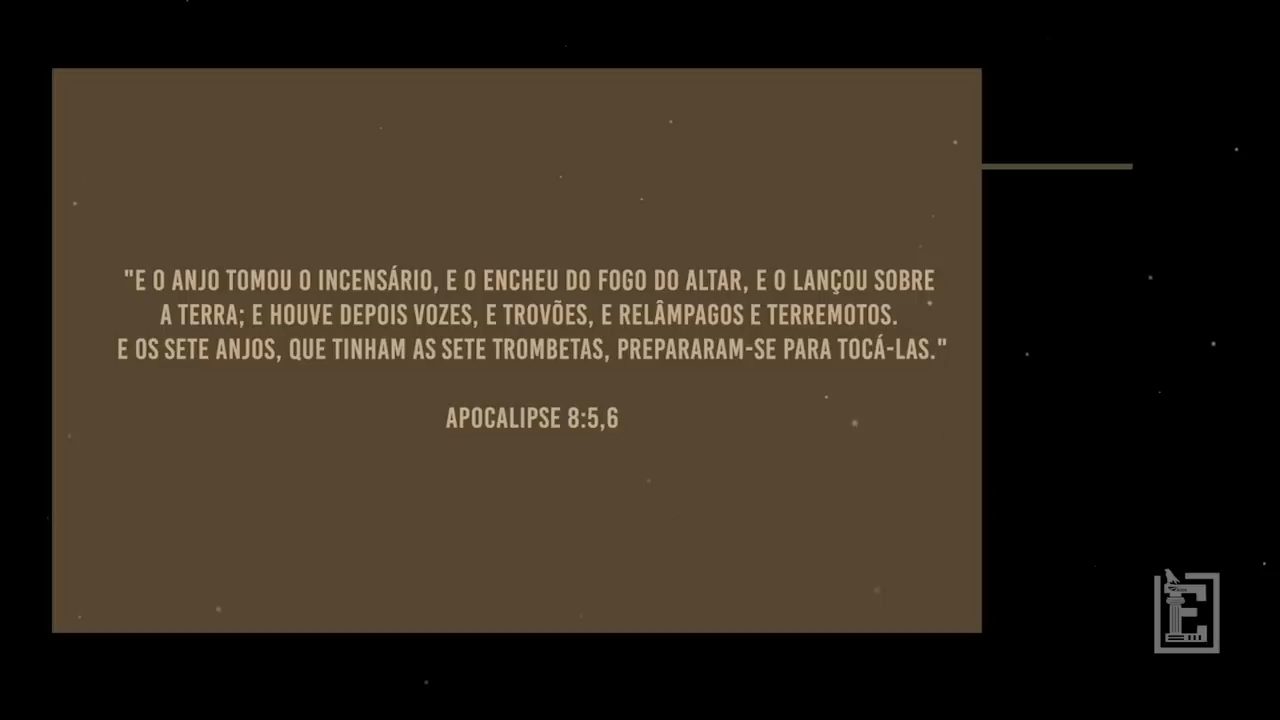 "E O ANJO TOMOU O INCENSÁRIO, E O ENCHEU DO FOGO DO ALTAR, E O LANÇOU SOBRE
A TERRA; E HOUVE DEPOIS VOZES, E TROVÕES, E RELÂMPAGOS E TERREMOTOS.
E OS SETE ANJOS, QUE TINHAM AS SETE TROMBETAS, PREPARARAM-SE PARA TOCÁ-LAS."
APOCALIPSE 8:5,6
E